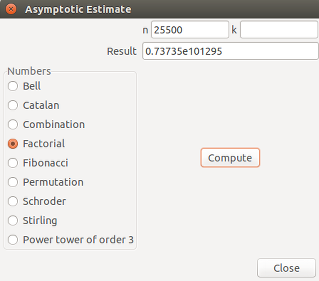 Asymptotic Estimate
n 25500 k
Result 0.73735e101295
Numbers
Bell
Catalan
Combination
Factorial
Fibonacci
Permutation
Schroder
Stirling
Power tower of order 3
Compute
Close